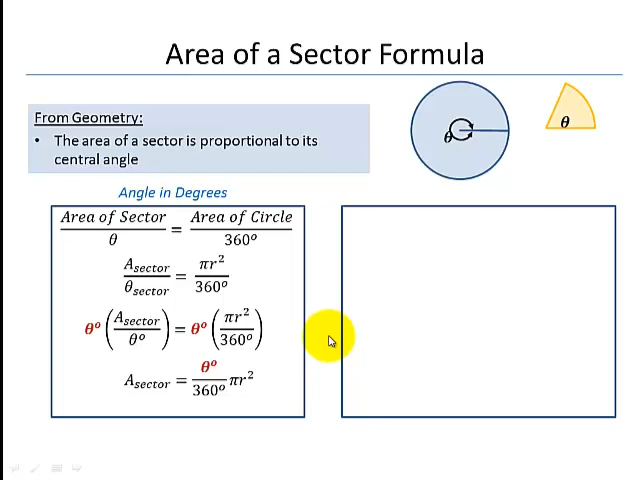 Area of a Sector Formula
From Geometry:
• The area of a sector is proportional to its
central angle
θ
θ
Angle in Degrees
Area of Sector / θ = Area of Circle / 360º
A_sector / θ_sector = πr² / 360º
θº (A_sector / θº) = θº (πr² / 360º)
A_sector = θº / 360º πr²